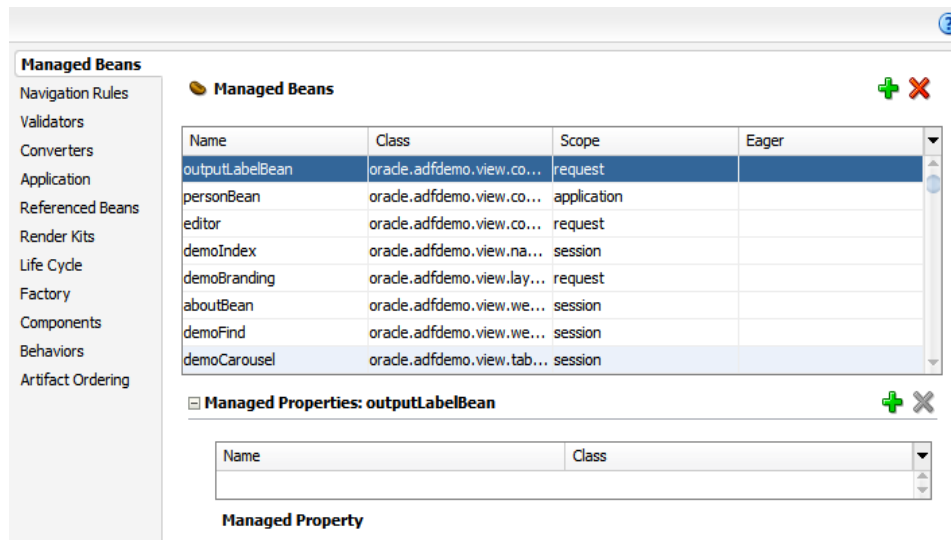 Managed Beans
Navigation Rules
Validators
Converters
Application
Referenced Beans
Render Kits
Life Cycle
Factory
Components
Behaviors
Artifact Ordering
Managed Beans
Name Class Scope Eager
outputLabelBean oracle.adfdemo.view.co... request
personBean oracle.adfdemo.view.co... application
editor oracle.adfdemo.view.co... request
demoIndex oracle.adfdemo.view.na... session
demoBranding oracle.adfdemo.view.lay... request
aboutBean oracle.adfdemo.view.we... session
demoFind oracle.adfdemo.view.we... session
demoCarousel oracle.adfdemo.view.tab... session
Managed Properties: outputLabelBean
Name Class
Managed Property